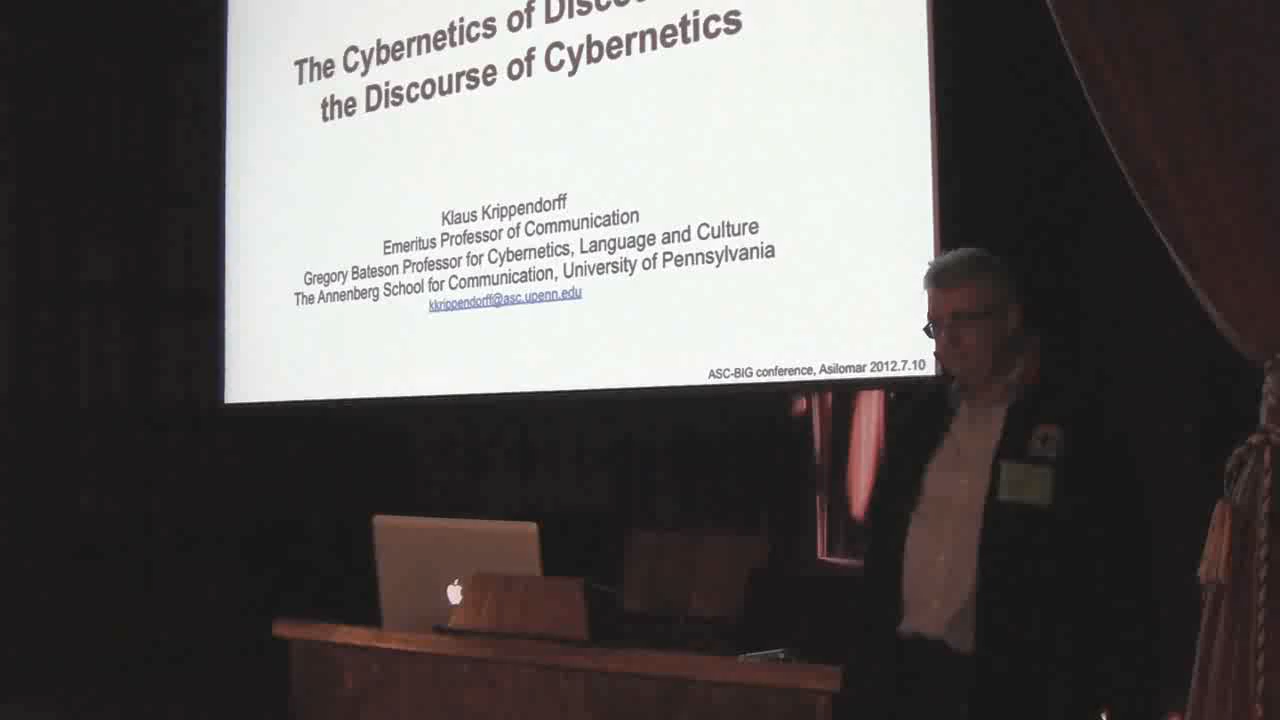 The Cybernetics of
the Discourse of Cybernetics
Klaus Krippendorff
Emeritus Professor of Communication
Gregory Bateson Professor for Cybernetics, Language and Culture
The Annenberg School for Communication, University of Pennsylvania
kkrippendorff@asc.upenn.edu
ASC-BIG conference, Asilomar 2012.7.10